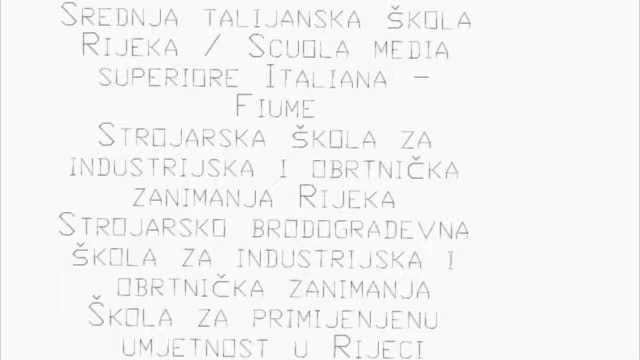 Srednja talijanska škola
Rijeka / Scuola media
superiore Italiana -
Fiume
Strojarska škola za
industrijska i obrtnička
zanimanja Rijeka
Strojarsko brodogradevna
škola za industrijska i
obrtnička zanimanja
Škola za primijenjenu
umjetnost u Rijeci